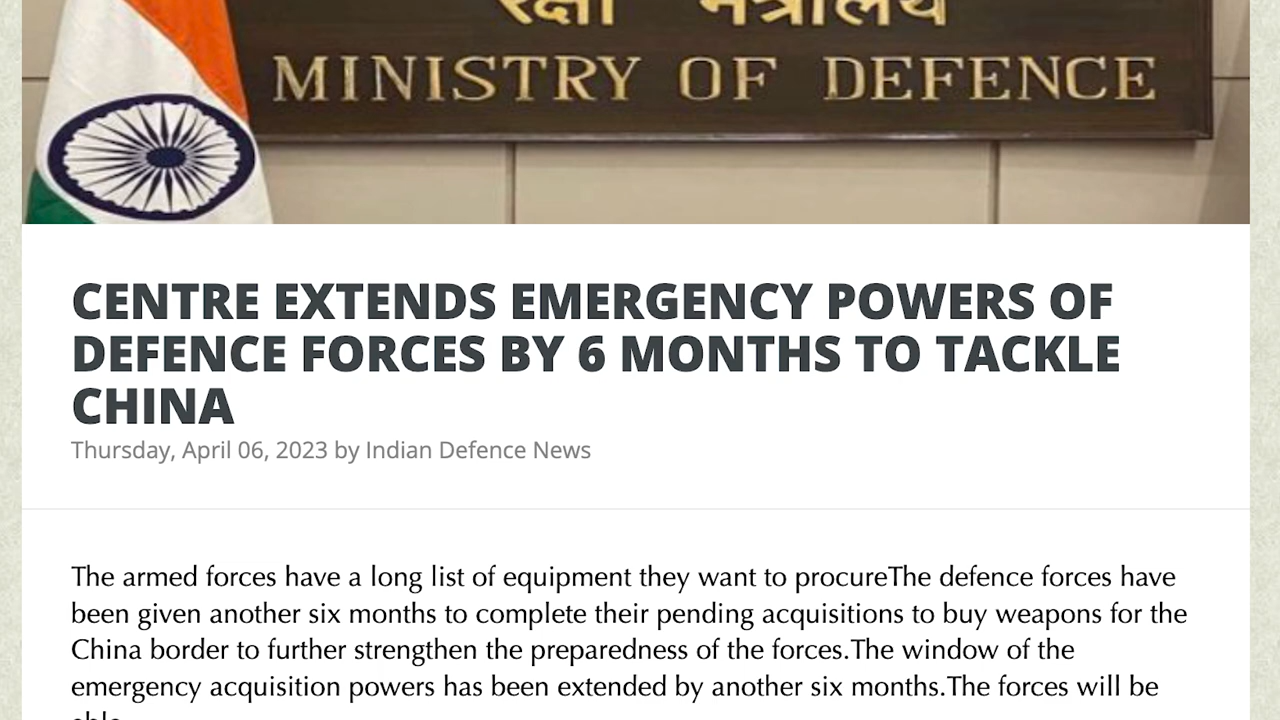 रक्षा मंत्रालय
MINISTRY OF DEFENCE
CENTRE EXTENDS EMERGENCY POWERS OF
DEFENCE FORCES BY 6 MONTHS TO TACKLE
CHINA
Thursday, April 06, 2023 by Indian Defence News
The armed forces have a long list of equipment they want to procureThe defence forces have
been given another six months to complete their pending acquisitions to buy weapons for the
China border to further strengthen the preparedness of the forces.The window of the
emergency acquisition powers has been extended by another six months.The forces will be